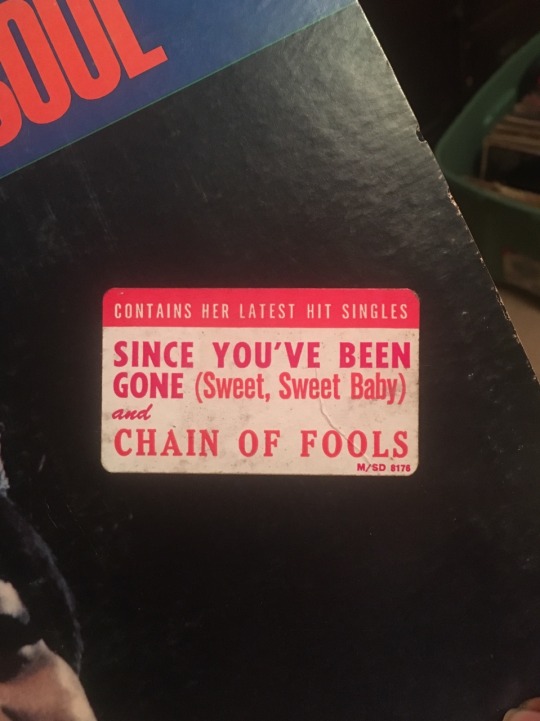 SOUL
CONTAINS HER LATEST HIT SINGLES
SINCE YOU'VE BEEN
GONE (Sweet, Sweet Baby)
and
CHAIN OF FOOLS
M/SD 8176